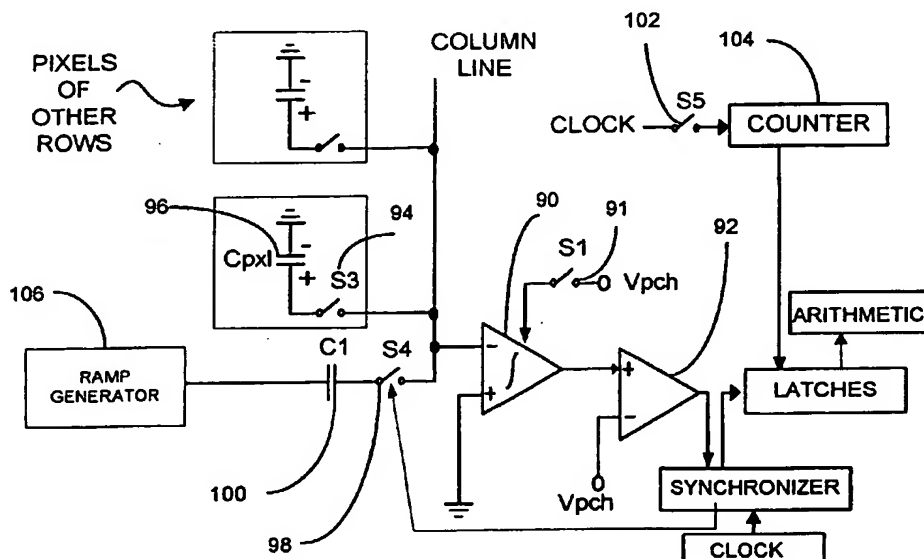 PIXELS
OF
OTHER
ROWS
-
+
COLUMN
LINE
102
104
S5
CLOCK
COUNTER
96
94
90
91
92
-
Cpxl
+
S3
S1
Vpch
106
RAMP
GENERATOR
C1
S4
-
+
+
-
ARITHMETIC
LATCHES
100
98
Vpch
SYNCHRONIZER
CLOCK